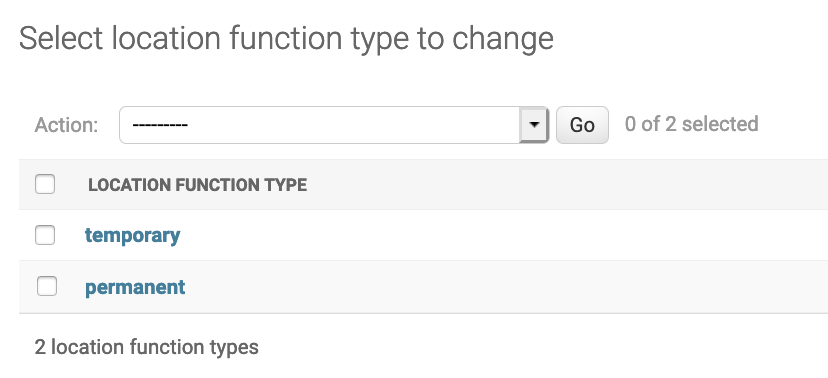 Select location function type to change
Action: --------- Go 0 of 2 selected
LOCATION FUNCTION TYPE
temporary
permanent
2 location function types